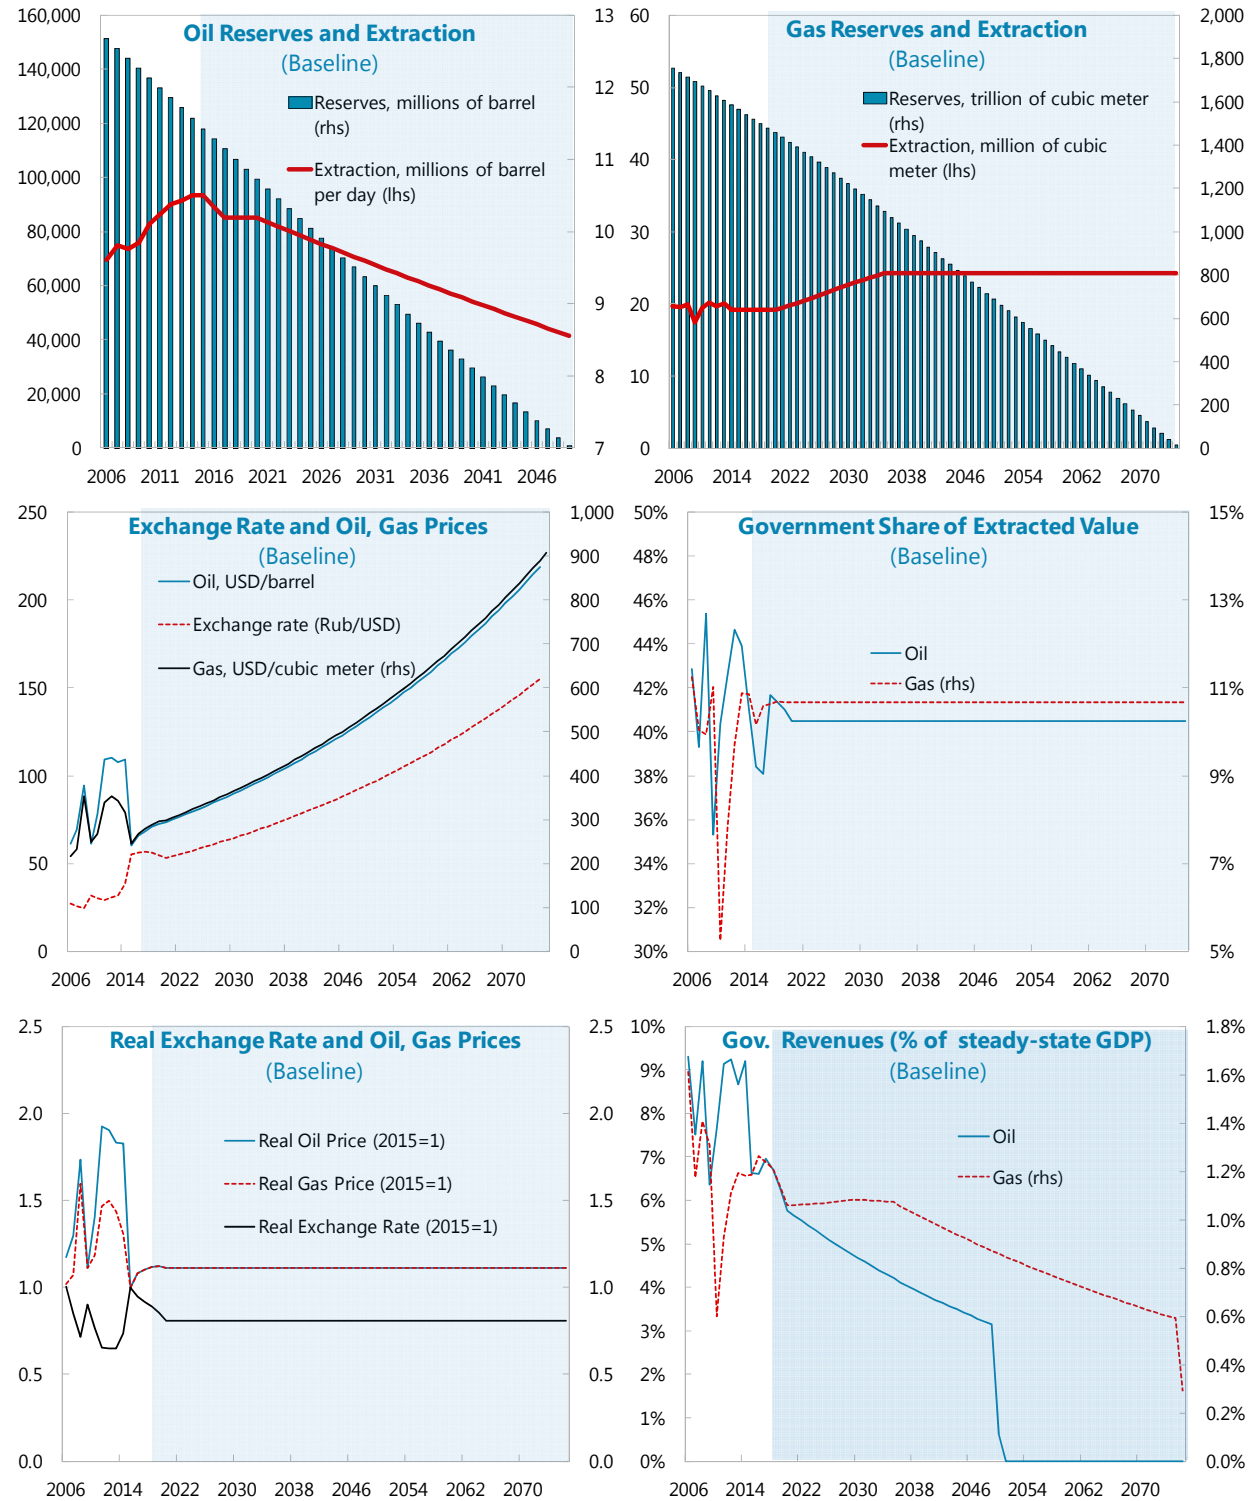 Oil Reserves and Extraction
(Baseline)
Reserves, millions of barrel
(rhs)
Extraction, millions of barrel
per day (lhs)
160,000
140,000
120,000
100,000
80,000
60,000
40,000
20,000
0
13
12
11
10
9
8
7
2006 2011 2016 2021 2026 2031 2036 2041 2046
Gas Reserves and Extraction
(Baseline)
Reserves, trillion of cubic meter
(rhs)
Extraction, million of cubic
meter (lhs)
60
50
40
30
20
10
0
2,000
1,800
1,600
1,400
1,200
1,000
800
600
400
200
0
2006 2014 2022 2030 2038 2046 2054 2062 2070
Exchange Rate and Oil, Gas Prices
(Baseline)
Oil, USD/barrel
Exchange rate (Rub/USD)
Gas, USD/cubic meter (rhs)
250
200
150
100
50
0
1,000
900
800
700
600
500
400
300
200
100
0
2006 2014 2022 2030 2038 2046 2054 2062 2070
Government Share of Extracted Value
(Baseline)
Oil
Gas (rhs)
50%
48%
46%
44%
42%
40%
38%
36%
34%
32%
30%
15%
13%
11%
9%
7%
5%
2006 2014 2022 2030 2038 2046 2054 2062 2070
Real Exchange Rate and Oil, Gas Prices
(Baseline)
Real Oil Price (2015=1)
Real Gas Price (2015=1)
Real Exchange Rate (2015=1)
2.5
2.0
1.5
1.0
0.5
0.0
2.5
2.0
1.5
1.0
0.5
0.0
2006 2014 2022 2030 2038 2046 2054 2062 2070
Gov. Revenues (% of steady-state GDP)
(Baseline)
Oil
Gas (rhs)
10%
9%
8%
7%
6%
5%
4%
3%
2%
1%
0%
1.8%
1.6%
1.4%
1.2%
1.0%
0.8%
0.6%
0.4%
0.2%
0.0%
2006 2014 2022 2030 2038 2046 2054 2062 2070